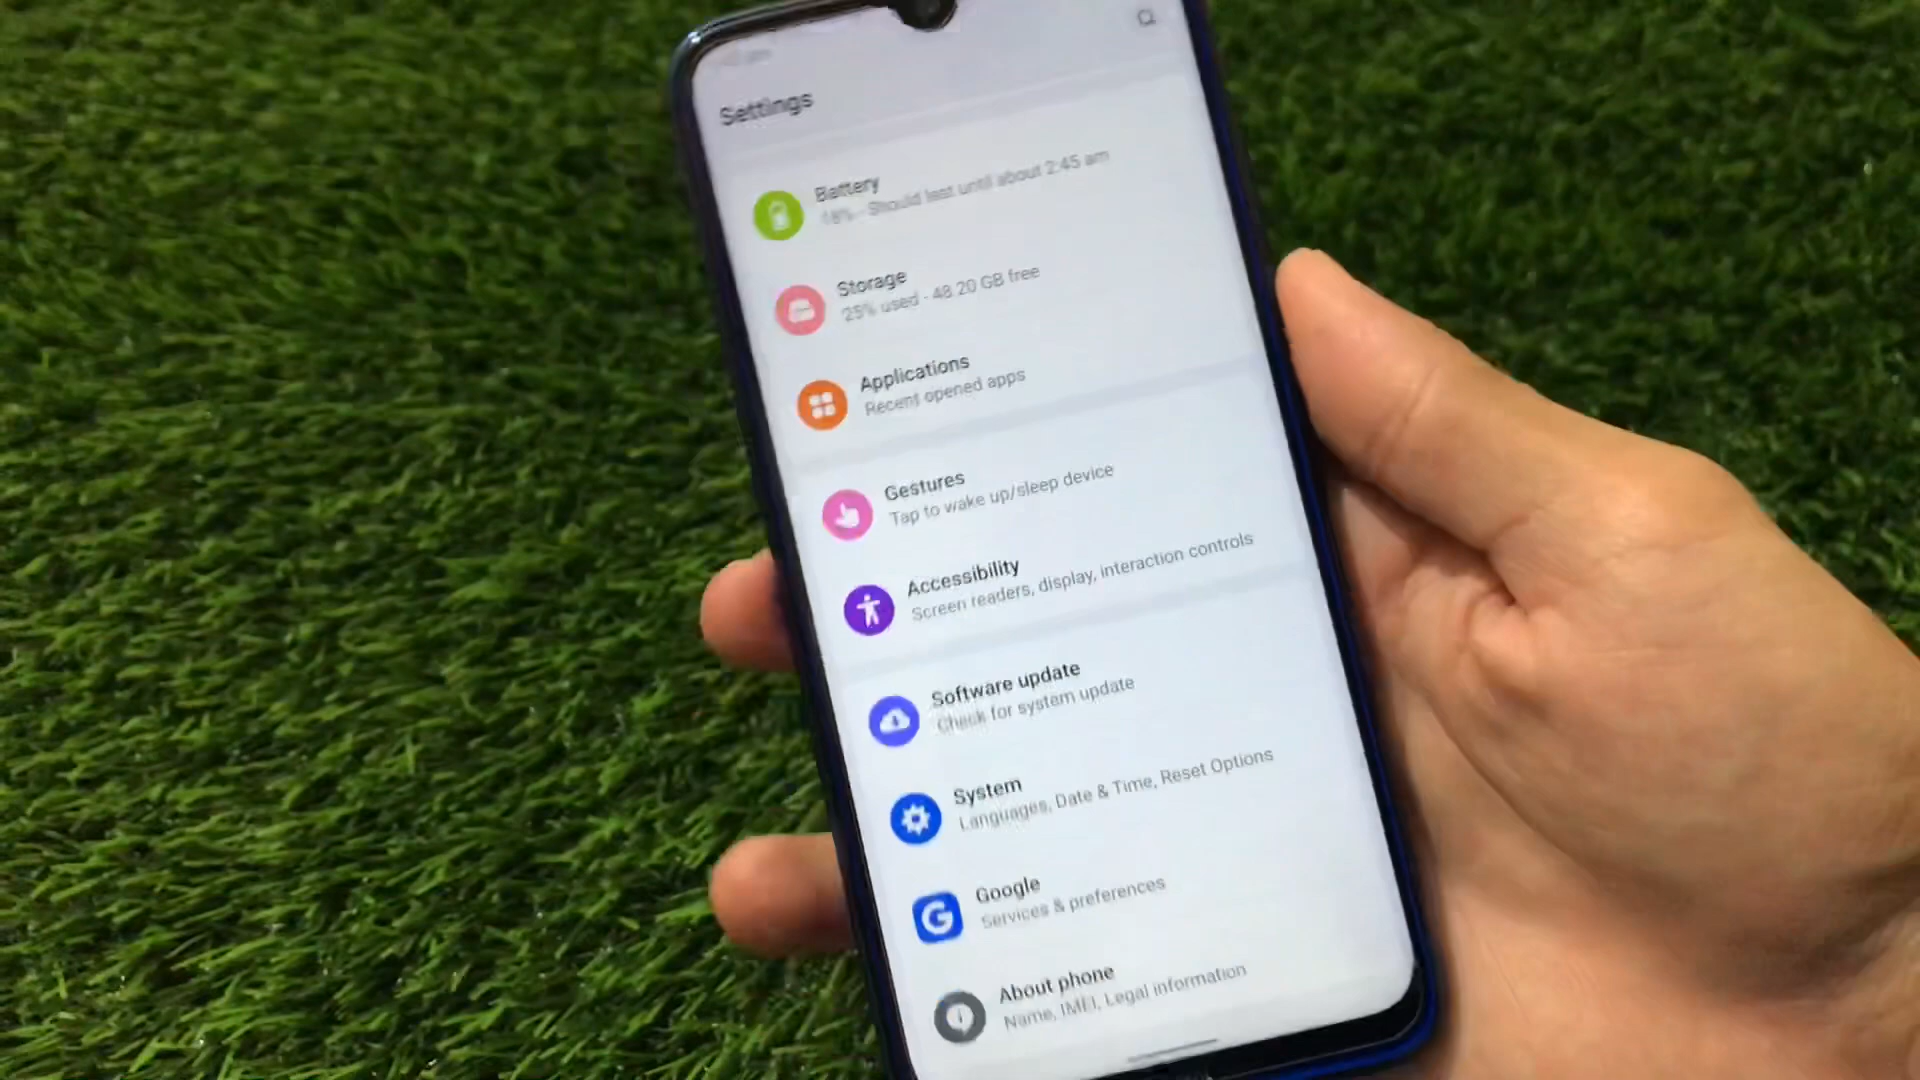 Settings
Battery
18% - Should last until about 2:45 am
Storage
25% used - 48.20 GB free
Applications
Recent opened apps
Gestures
Tap to wake up/sleep device
Accessibility
Screen readers, display, interaction controls
Software update
Check for system update
System
Languages, Date & Time, Reset Options
Google
Services & preferences
About phone
Name, IMEI, Legal information